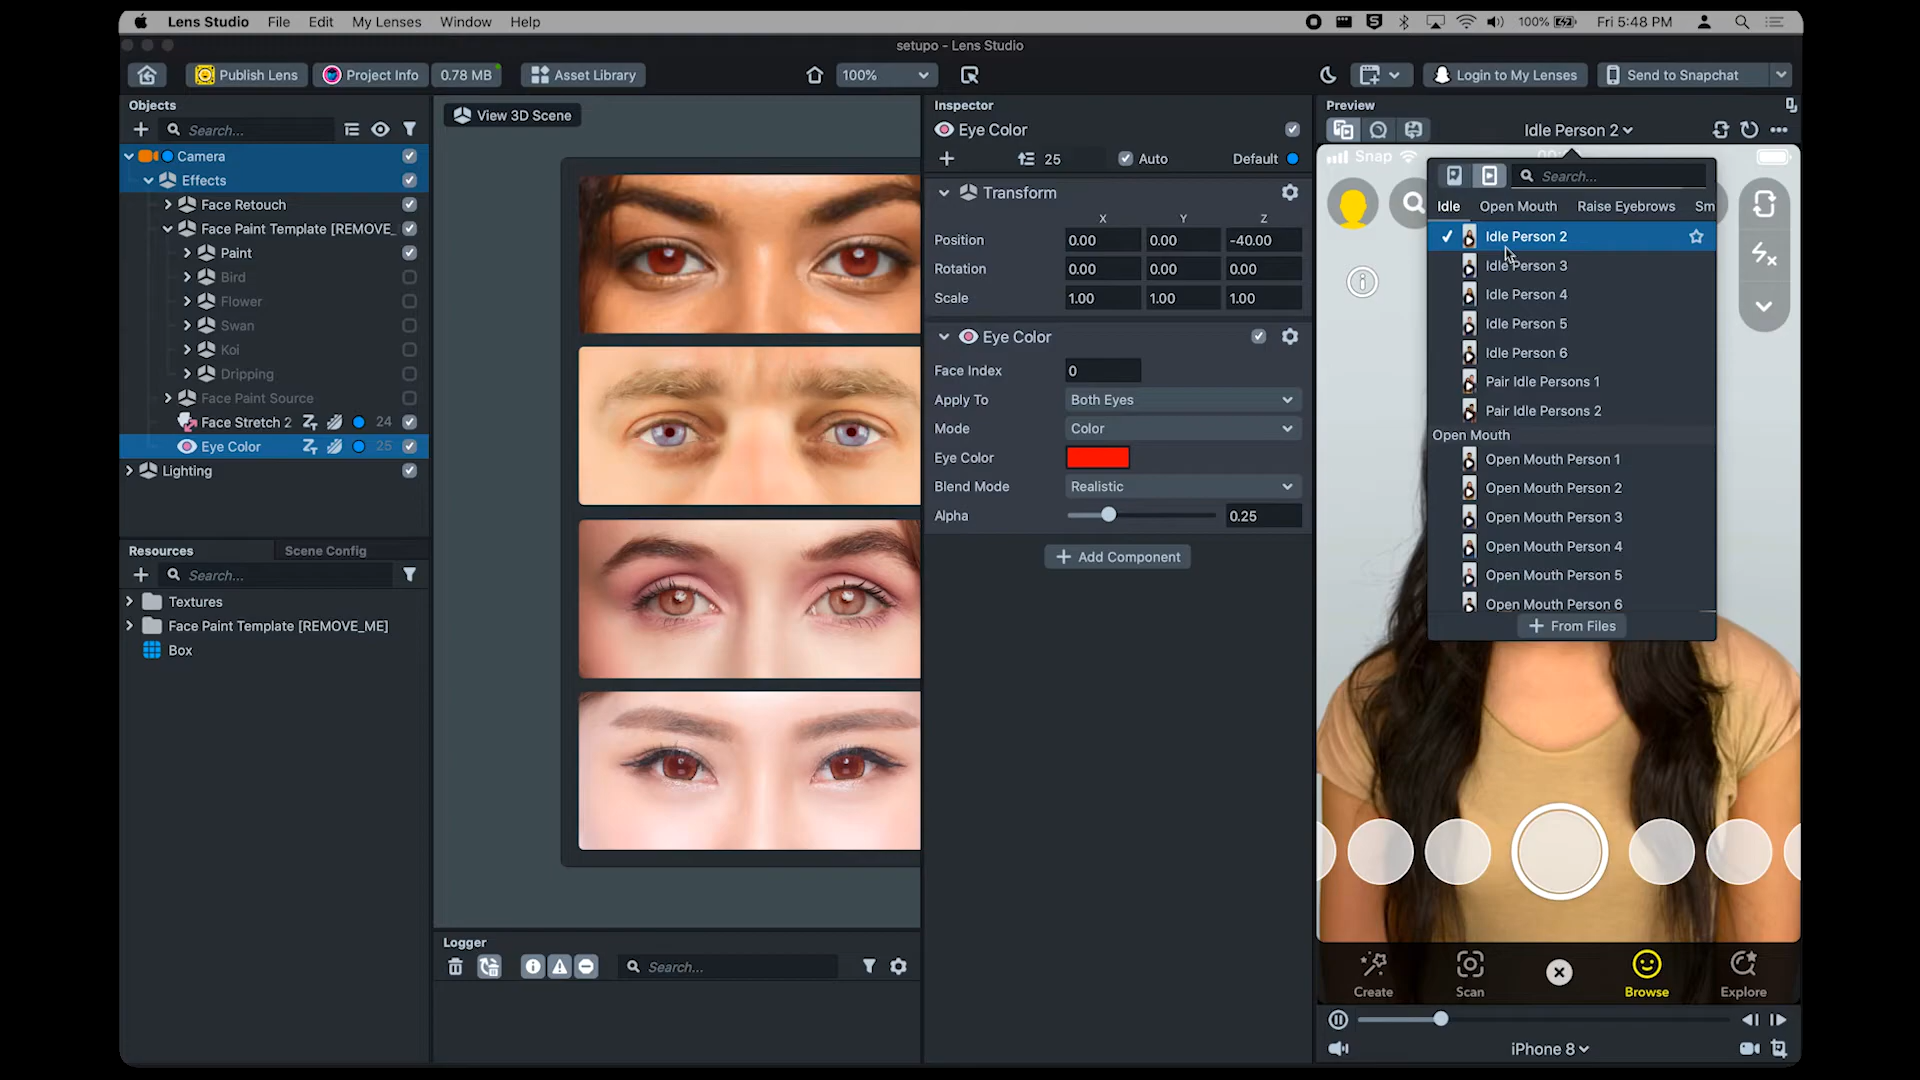 Lens Studio File Edit My Lenses Window Help 100% Fri 5:48 PM
setupo - Lens Studio
Publish Lens Project Info 0.78 MB Asset Library 100% Login to My Lenses Send to Snapchat
Objects
Search...
Camera
Effects
Face Retouch
Face Paint Template [REMOVE_
Paint
Bird
Flower
Swan
Koi
Dripping
Face Paint Source
Face Stretch 2 24
Eye Color 25
Lighting
Resources Scene Config
Search...
Textures
Face Paint Template [REMOVE_ME]
Box
View 3D Scene
Logger
Search...
Inspector
Eye Color
25 Auto Default
Transform
X Y Z
Position 0.00 0.00 -40.00
Rotation 0.00 0.00 0.00
Scale 1.00 1.00 1.00
Eye Color
Face Index 0
Apply To Both Eyes
Mode Color
Eye Color
Blend Mode Realistic
Alpha 0.25
Add Component
Preview
Idle Person 2
Snap
Search...
Idle Open Mouth Raise Eyebrows Sm
Idle Person 2
Idle Person 3
Idle Person 4
Idle Person 5
Idle Person 6
Pair Idle Persons 1
Pair Idle Persons 2
Open Mouth
Open Mouth Person 1
Open Mouth Person 2
Open Mouth Person 3
Open Mouth Person 4
Open Mouth Person 5
Open Mouth Person 6
From Files
Create Scan Browse Explore
iPhone 8